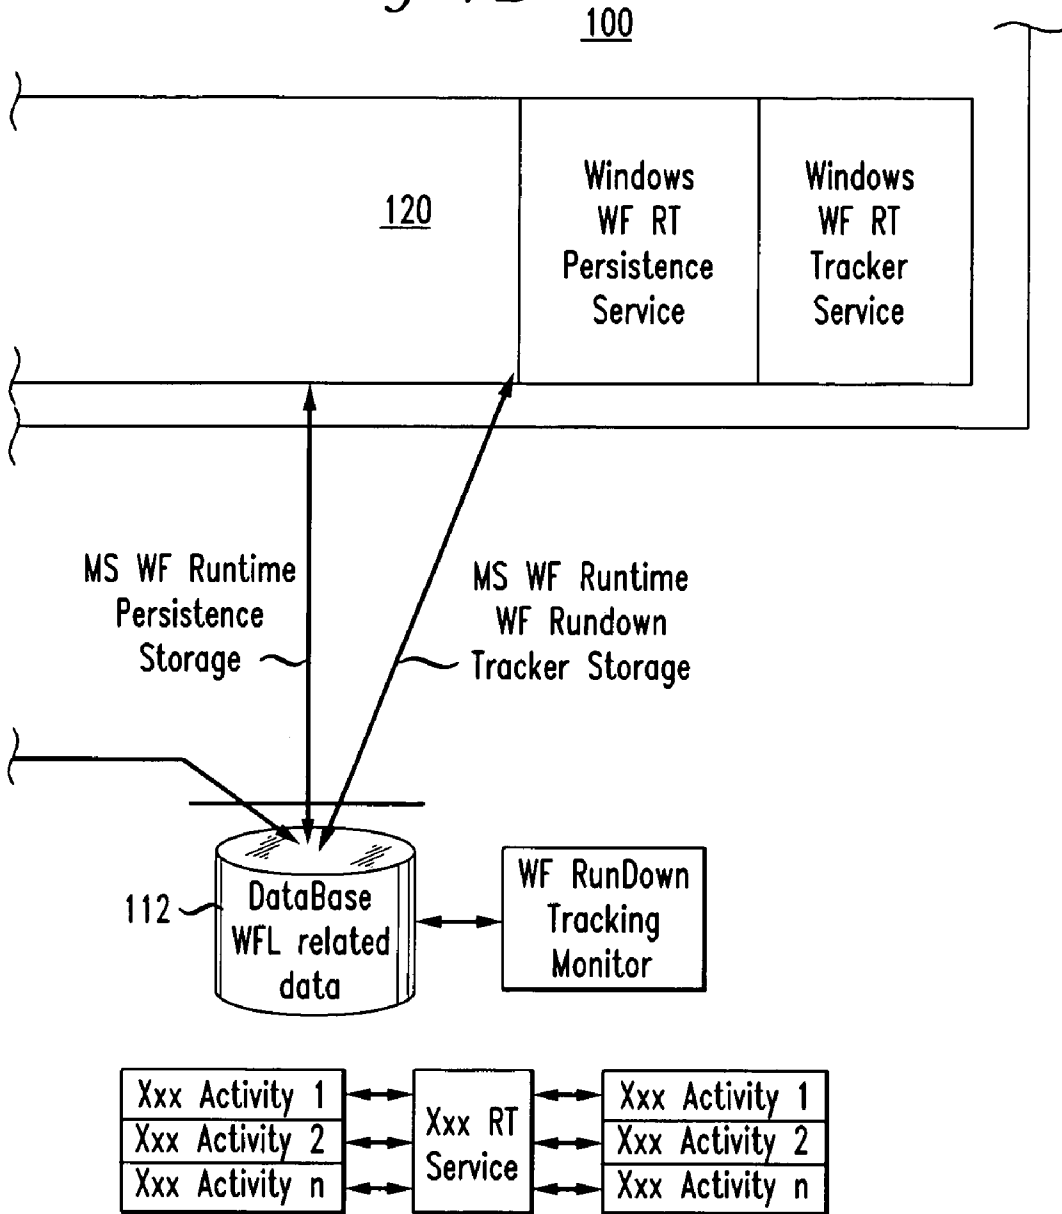 100
120
Windows
WF RT
Persistence
Service
Windows
WF RT
Tracker
Service
MS WF Runtime
Persistence
Storage
MS WF Runtime
WF Rundown
Tracker Storage
112
DataBase
WFL related
data
WF RunDown
Tracking
Monitor
Xxx Activity 1
Xxx Activity 2
Xxx Activity n
Xxx RT
Service
Xxx Activity 1
Xxx Activity 2
Xxx Activity n